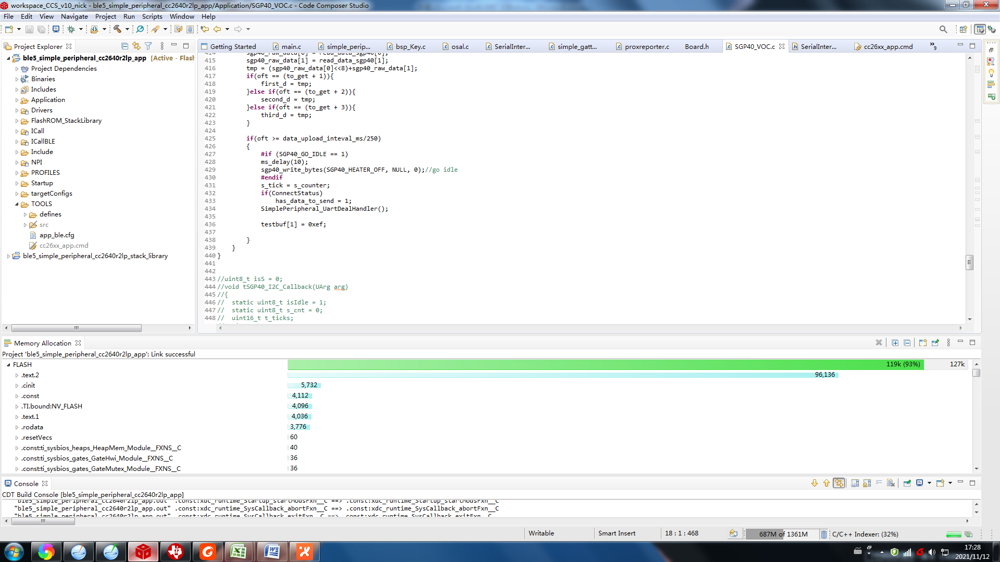 workspace_CCS_v10_nick - ble5_simple_peripheral_cc2640r2lp_app/Application/SGP40_VOC.c - Code Composer Studio
File Edit View Navigate Project Run Scripts Window Help
Project Explorer
ble5_simple_peripheral_cc2640r2lp_app [Active - Flash
Project Dependencies
Binaries
Includes
Application
Drivers
FlashROM_StackLibrary
ICall
ICallBLE
Include
NPI
PROFILES
Startup
targetConfigs
TOOLS
defines
src
app_ble.cfg
cc26xx_app.cmd
ble5_simple_peripheral_cc2640r2lp_stack_library
Getting Started main.c simple_perip... bsp_Key.c osal.c SerialInter... simple_gatt... proxreporter.c Board.h SGP40_VOC.c SerialInter... cc26xx_app.cmd »9
414 sgp40_raw_data[0] = read_data_sgp40[0];
415 sgp40_raw_data[1] = read_data_sgp40[1];
416 tmp = (sgp40_raw_data[0]<<8)+sgp40_raw_data[1];
417 if(oft == (to_get + 1)){
418 first_d = tmp;
419 }else if(oft == (to_get + 2)){
420 second_d = tmp;
421 }else if(oft == (to_get + 3)){
422 third_d = tmp;
423 }
424
425 if(oft >= data_upload_inteval_ms/250)
426 {
427 #if (SGP40_GO_IDLE == 1)
428 ms_delay(10);
429 sgp40_write_bytes(SGP40_HEATER_OFF, NULL, 0);//go idle
430 #endif
431 s_tick = s_counter;
432 if(ConnectStatus)
433 has_data_to_send = 1;
434 SimplePeripheral_UartDealHandler();
435
436 testbuf[1] = 0xef;
437
438 }
439 }
440 }
441
442
443 //uint8_t isS = 0;
444 //void tSGP40_I2C_Callback(UArg arg)
445 //{
446 // static uint8_t isIdle = 1;
447 // static uint8_t s_cnt = 0;
448 // uint16_t t_ticks;
Memory Allocation
Project 'ble5_simple_peripheral_cc2640r2lp_app': Link successful
FLASH 119k (93%) 127k
.text.2 96,136
.cinit 5,732
.const 4,112
.TI.bound:NV_FLASH 4,096
.text.1 4,036
.rodata 3,776
.resetVecs 60
.const:ti_sysbios_heaps_HeapMem_Module__FXNS__C 40
.const:ti_sysbios_gates_GateHwi_Module__FXNS__C 36
.const:ti_sysbios_gates_GateMutex_Module__FXNS__C 36
Console
CDT Build Console [ble5_simple_peripheral_cc2640r2lp_app]
"ble5_simple_peripheral_cc2640r2lp_app.out" .const:xdc_runtime_Startup_startModsFxn__C ==> .const:xdc_runtime_Startup_startModsFxn__C
"ble5_simple_peripheral_cc2640r2lp_app.out" .const:xdc_runtime_SysCallback_abortFxn__C ==> .const:xdc_runtime_SysCallback_abortFxn__C
"ble5_simple_peripheral_cc2640r2lp_app.out" .const:xdc_runtime_SysCallback_exitFxn__C ==> .const:xdc_runtime_SysCallback_exitFxn__C
Writable Smart Insert 18 : 1 : 468 687M of 1361M C/C++ Indexer: (32%)
17:28
2021/11/12